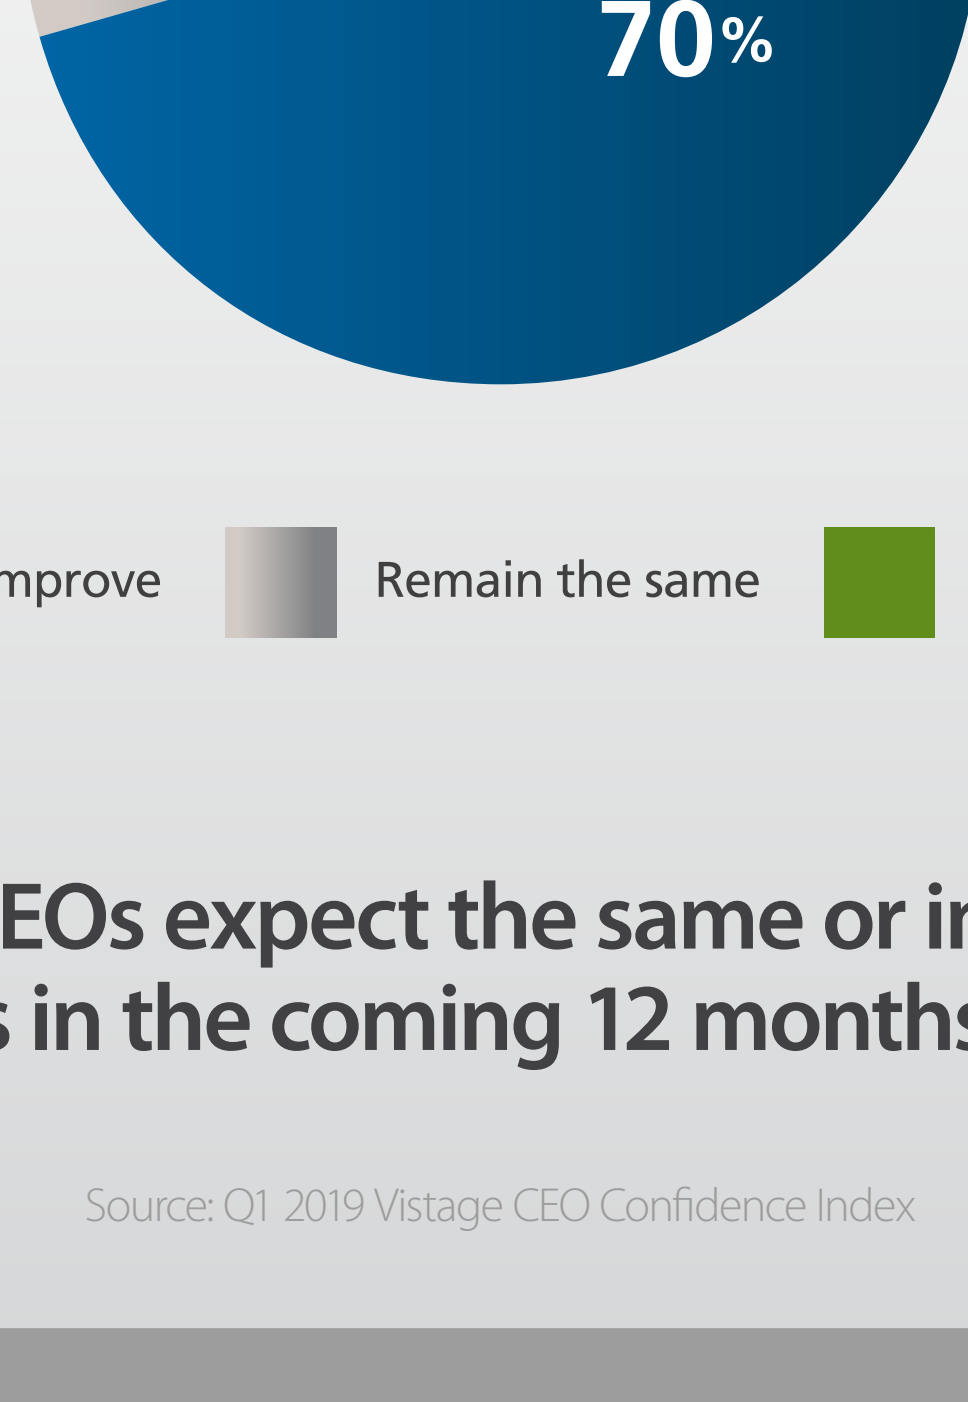 70%
mprove Remain the same
EOs expect the same or
in the coming 12 months
Source: Q1 2019 Vistage CEO Confidence Index